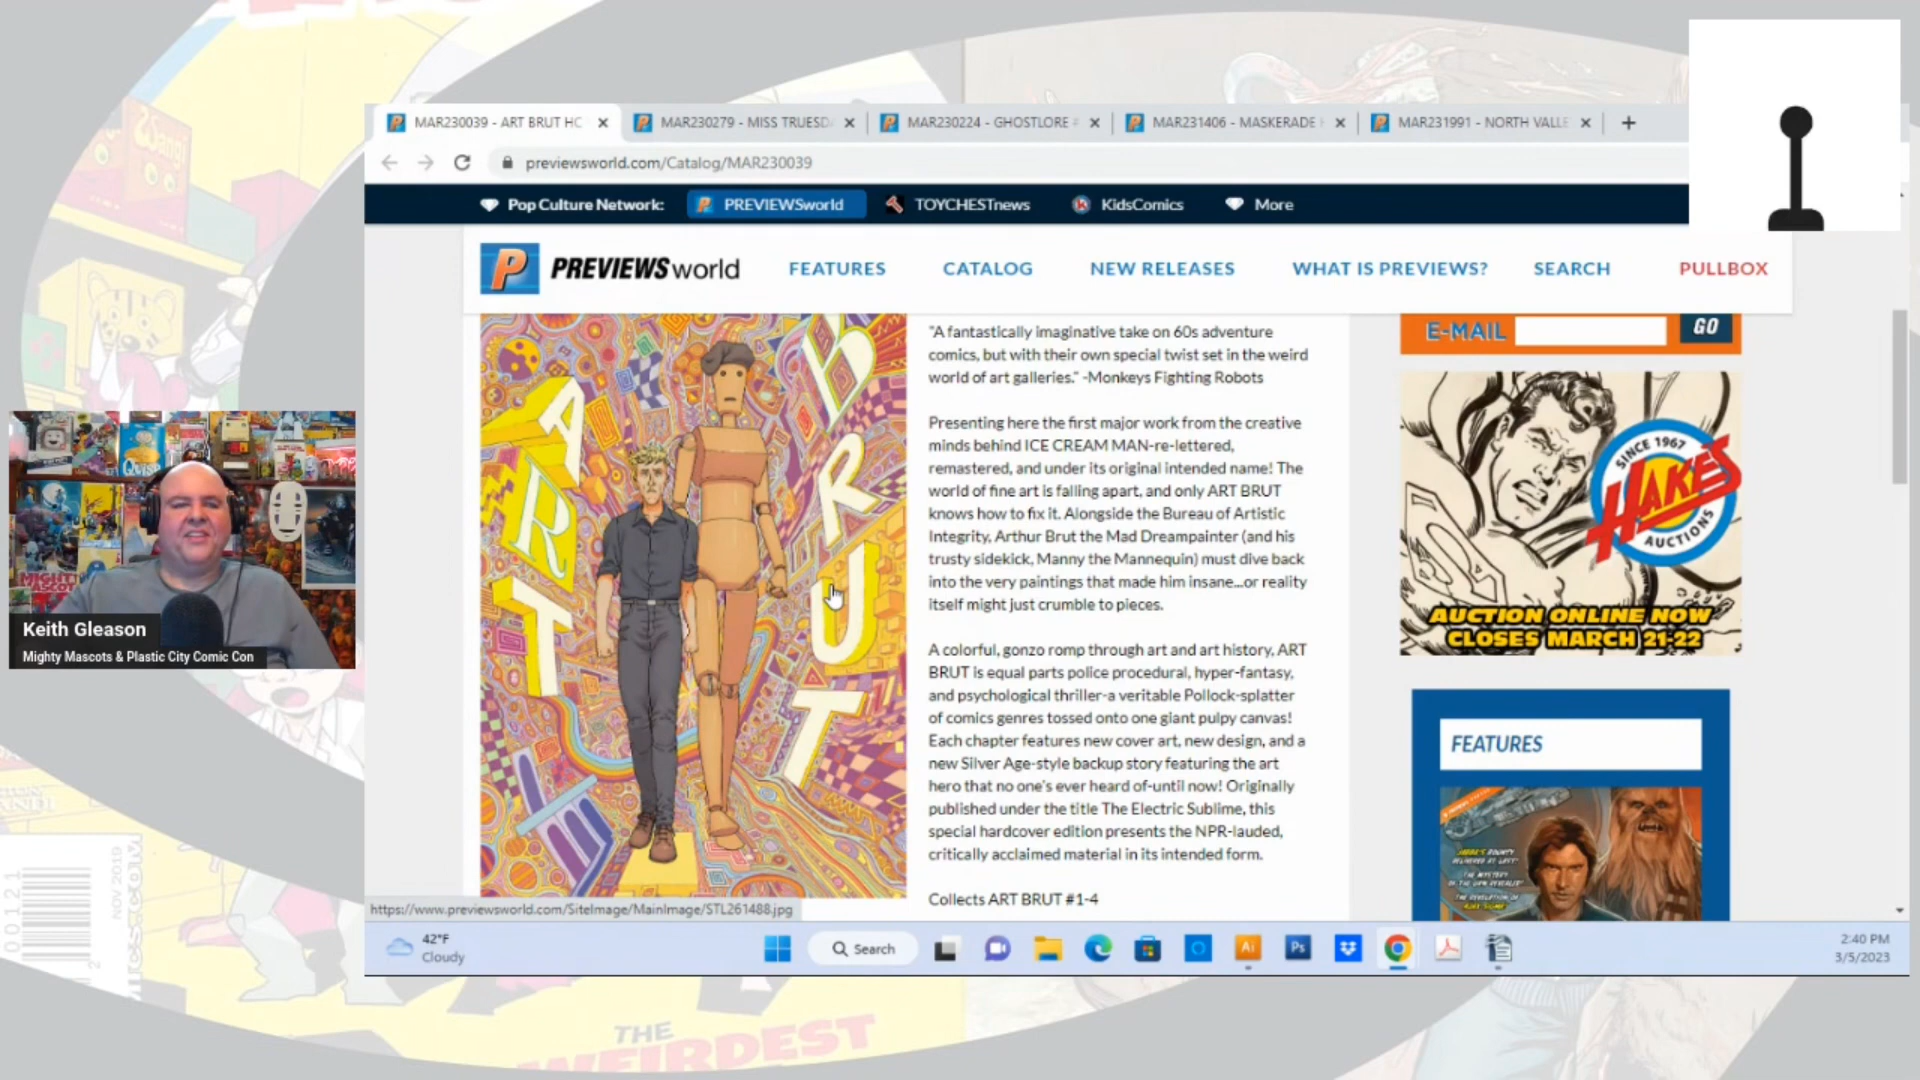 MAR230039 - ART BRUT HC
MAR230279 - MISS TRUESD
MAR230224 - GHOSTLORE #
MAR231406 - MASKERADE
MAR231991 - NORTH VALLE
previewsworld.com/Catalog/MAR230039
Pop Culture Network:
PREVIEWSworld
TOYCHESTnews
KidsComics
More
P PREVIEWSworld
FEATURES
CATALOG
NEW RELEASES
WHAT IS PREVIEWS?
SEARCH
PULLBOX
ART
BRUT
"A fantastically imaginative take on 60s adventure
comics, but with their own special twist set in the weird
world of art galleries." -Monkeys Fighting Robots
Presenting here the first major work from the creative
minds behind ICE CREAM MAN-re-lettered,
remastered, and under its original intended name! The
world of fine art is falling apart, and only ART BRUT
knows how to fix it. Alongside the Bureau of Artistic
Integrity, Arthur Brut the Mad Dreampainter (and his
trusty sidekick, Manny the Mannequin) must dive back
into the very paintings that made him insane...or reality
itself might just crumble to pieces.
A colorful, gonzo romp through art and art history, ART
BRUT is equal parts police procedural, hyper-fantasy,
and psychological thriller-a veritable Pollock-splatter
of comics genres tossed onto one giant pulpy canvas!
Each chapter features new cover art, new design, and a
new Silver Age-style backup story featuring the art
hero that no one's ever heard of-until now! Originally
published under the title The Electric Sublime, this
special hardcover edition presents the NPR-lauded,
critically acclaimed material in its intended form.
Collects ART BRUT #1-4
E-MAIL
GO
SINCE 1967
HAKES
AUCTIONS
AUCTION ONLINE NOW
CLOSES MARCH 21-22
FEATURES
https://www.previewsworld.com/SiteImage/MainImage/STL261488.jpg
42°F
Cloudy
Search
Ai
Ps
2:40 PM
3/5/2023
QUISP
MIGHTY
MASCOTS
Keith Gleason
Mighty Mascots & Plastic City Comic Con
00121
NOV 2019
THE
WEIRDEST